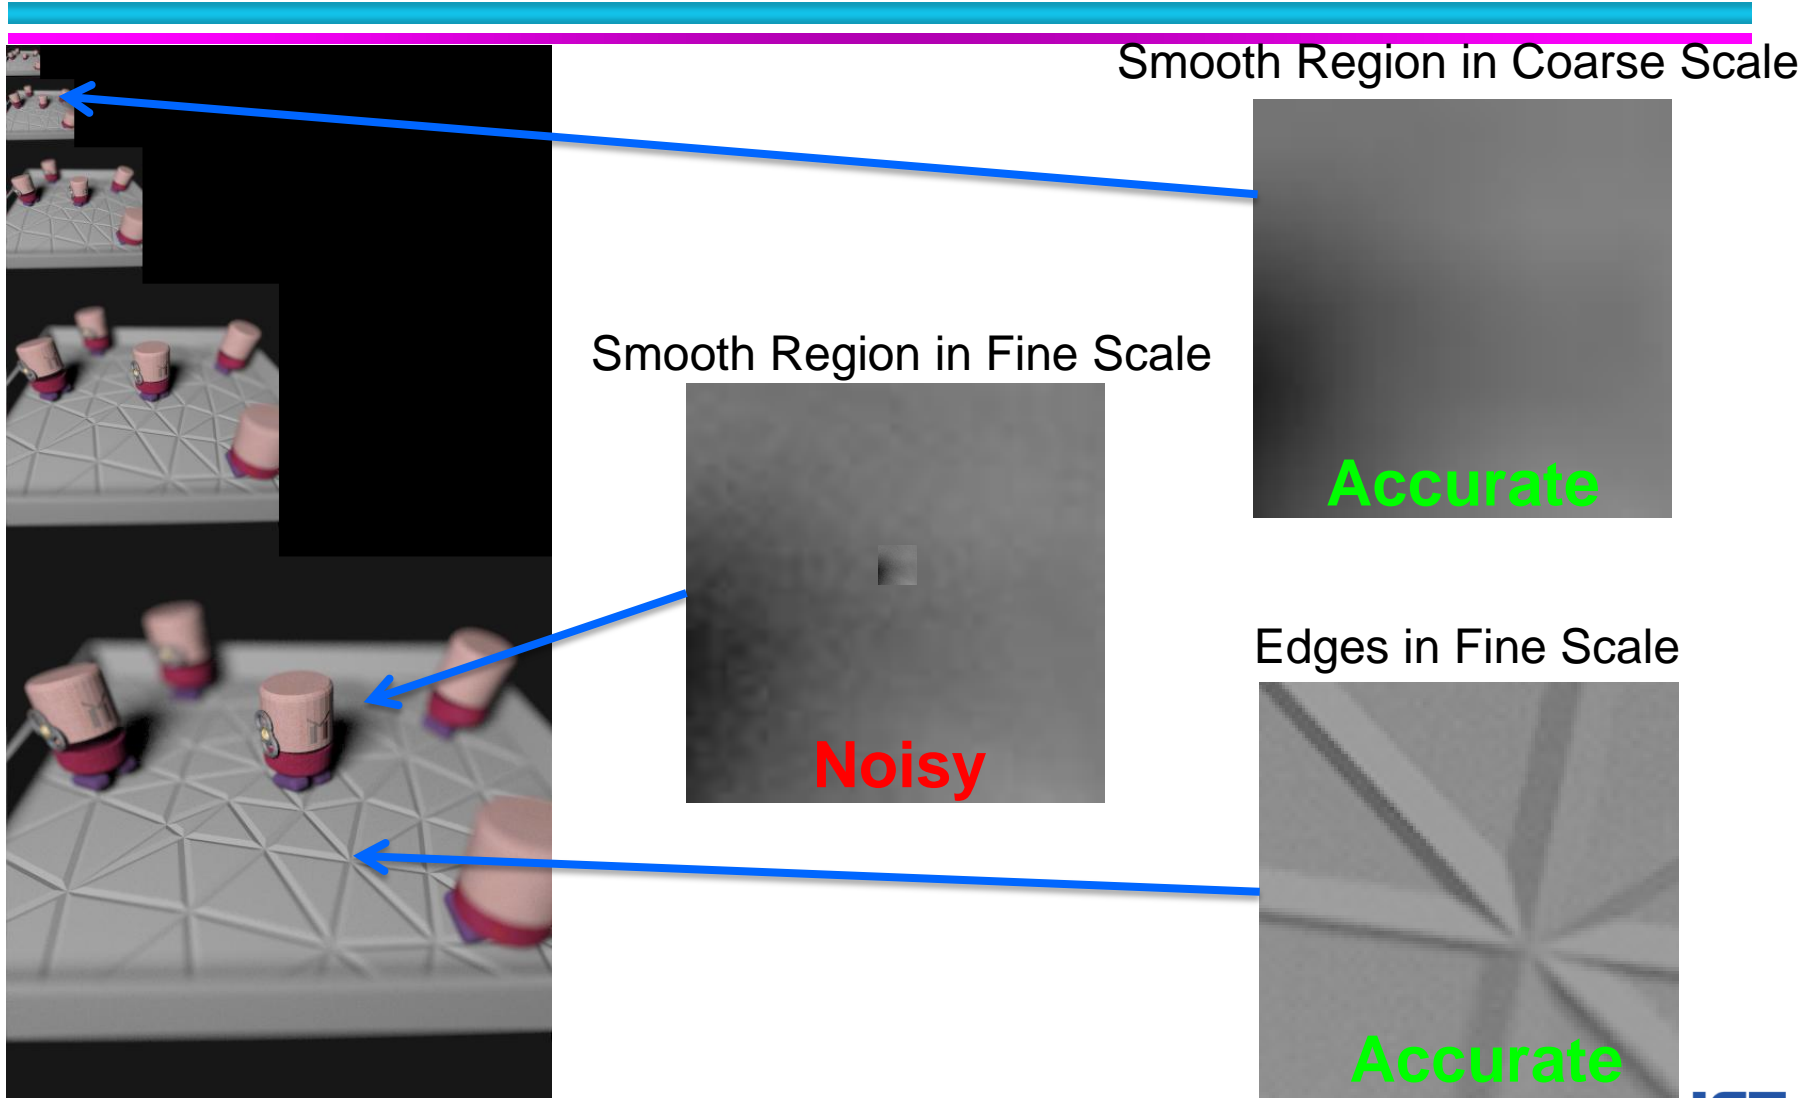 Smooth Region in Coarse Scale
Accurate
Smooth Region in Fine Scale
Noisy
Edges in Fine Scale
Accurate